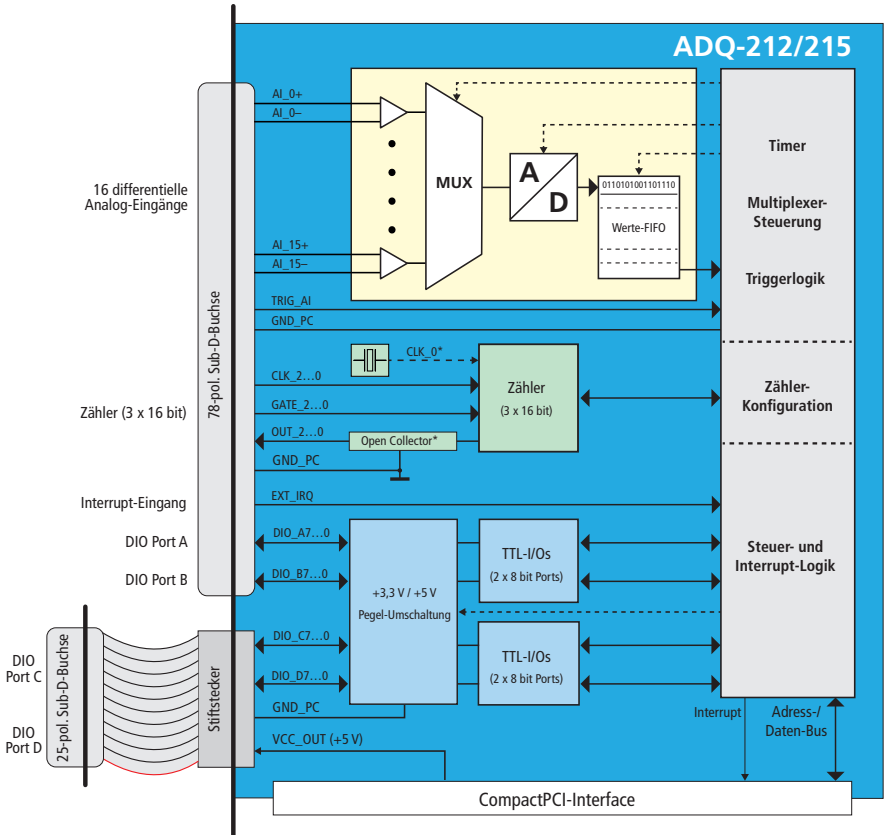 ADQ-212/215
AI_0+
AI_0–
16 differentielle
Analog-Eingänge
MUX
A
D
0110101001101110
Werte-FIFO
Timer
Multiplexer-
Steuerung
Triggerlogik
AI_15+
AI_15–
TRIG_AI
GND_PC
78-pol. Sub-D-Buchse
CLK_0*
CLK_2...0
Zähler (3 x 16 bit)
GATE_2...0
Zähler
(3 x 16 bit)
Zähler-
Konfiguration
OUT_2...0
Open Collector*
GND_PC
Interrupt-Eingang
EXT_IRQ
DIO Port A
DIO_A7...0
DIO Port B
DIO_B7...0
+3,3 V / +5 V
Pegel-Umschaltung
TTL-I/Os
(2 x 8 bit Ports)
Steuer- und
Interrupt-Logik
DIO
Port C
DIO
Port D
25-pol. Sub-D-Buchse
Stiftstecker
DIO_C7...0
DIO_D7...0
TTL-I/Os
(2 x 8 bit Ports)
GND_PC
VCC_OUT (+5 V)
Interrupt
Adress-/
Daten-Bus
CompactPCI-Interface